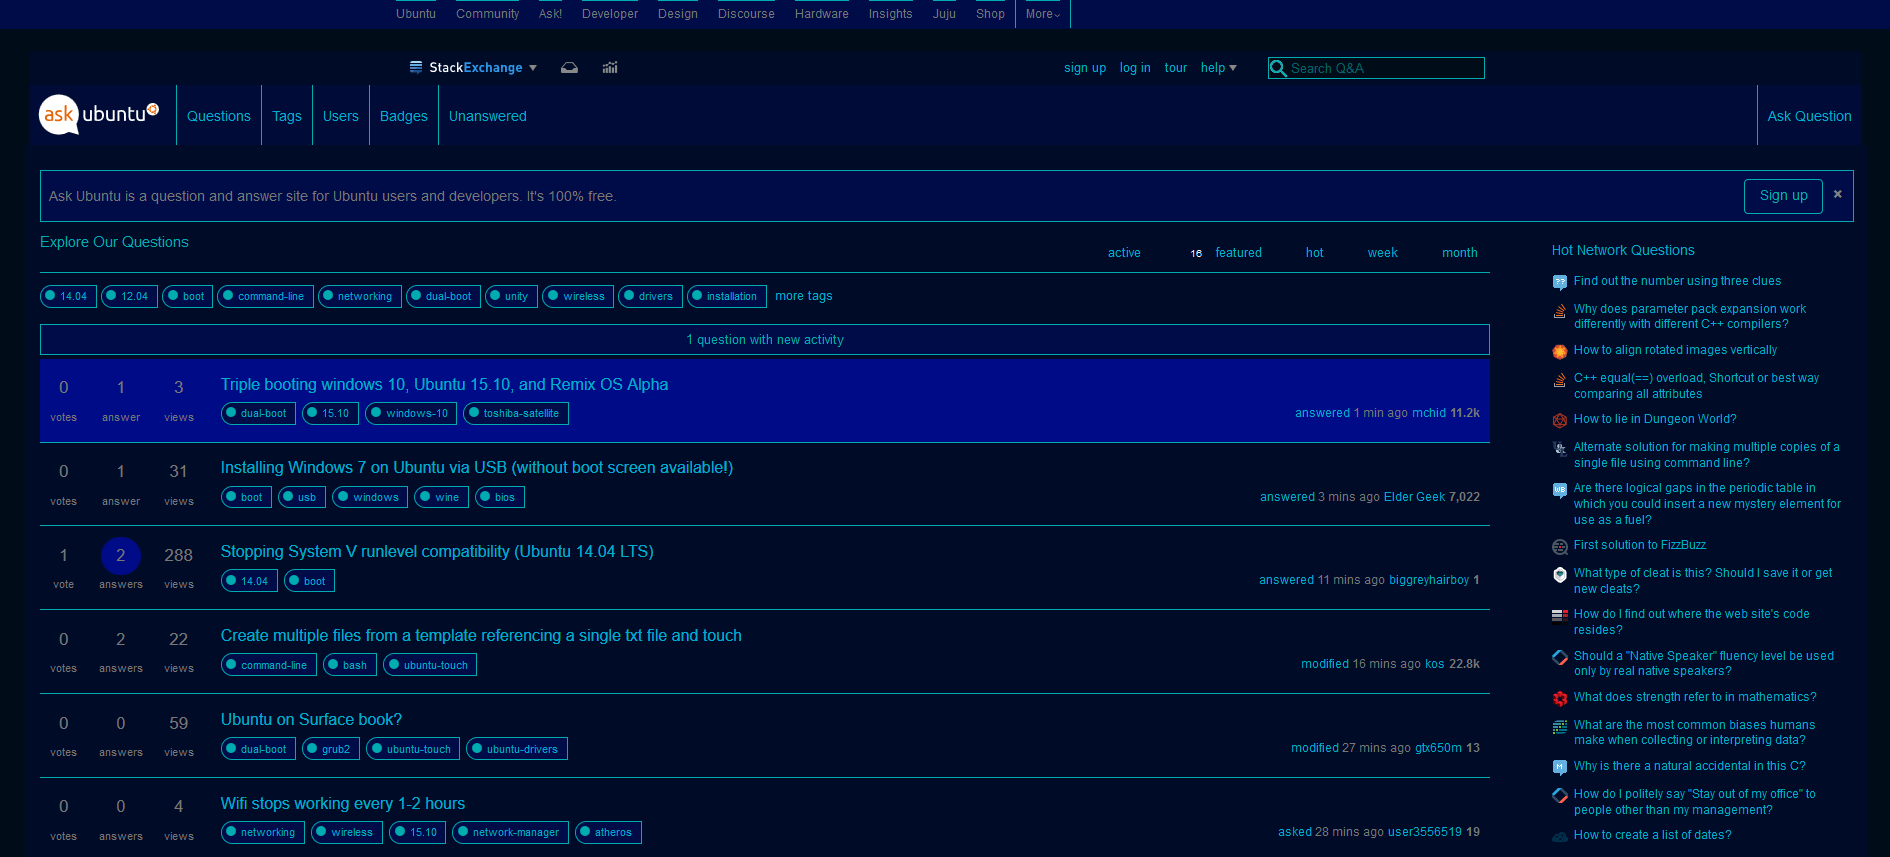 Ubuntu Community Ask! Developer Design Discourse Hardware Insights Juju Shop More
StackExchange sign up log in tour help Search Q&A
ask ubuntu Questions Tags Users Badges Unanswered Ask Question
Ask Ubuntu is a question and answer site for Ubuntu users and developers. It's 100% free. Sign up ×
Explore Our Questions
active 16 featured hot week month
14.04 12.04 boot command-line networking dual-boot unity wireless drivers installation more tags
1 question with new activity
0 1 3 Triple booting windows 10, Ubuntu 15.10, and Remix OS Alpha
votes answer views dual-boot 15.10 windows-10 toshiba-satellite answered 1 min ago mchid 11.2k
0 1 31 Installing Windows 7 on Ubuntu via USB (without boot screen available!)
votes answer views boot usb windows wine bios answered 3 mins ago Elder Geek 7,022
1 2 288 Stopping System V runlevel compatibility (Ubuntu 14.04 LTS)
vote answers views 14.04 boot answered 11 mins ago biggreyhairboy 1
0 2 22 Create multiple files from a template referencing a single txt file and touch
votes answers views command-line bash ubuntu-touch modified 16 mins ago kos 22.8k
0 0 59 Ubuntu on Surface book?
votes answers views dual-boot grub2 ubuntu-touch ubuntu-drivers modified 27 mins ago gtx650m 13
0 0 4 Wifi stops working every 1-2 hours
votes answers views networking wireless 15.10 network-manager atheros asked 28 mins ago user3556519 19
Hot Network Questions
Find out the number using three clues
Why does parameter pack expansion work
differently with different C++ compilers?
How to align rotated images vertically
C++ equal(==) overload, Shortcut or best way
comparing all attributes
How to lie in Dungeon World?
Alternate solution for making multiple copies of a
single file using command line?
Are there logical gaps in the periodic table in
which you could insert a new mystery element for
use as a fuel?
First solution to FizzBuzz
What type of cleat is this? Should I save it or get
new cleats?
How do I find out where the web site's code
resides?
Should a "Native Speaker" fluency level be used
only by real native speakers?
What does strength refer to in mathematics?
What are the most common biases humans
make when collecting or interpreting data?
Why is there a natural accidental in this C?
How do I politely say "Stay out of my office" to
people other than my management?
How to create a list of dates?